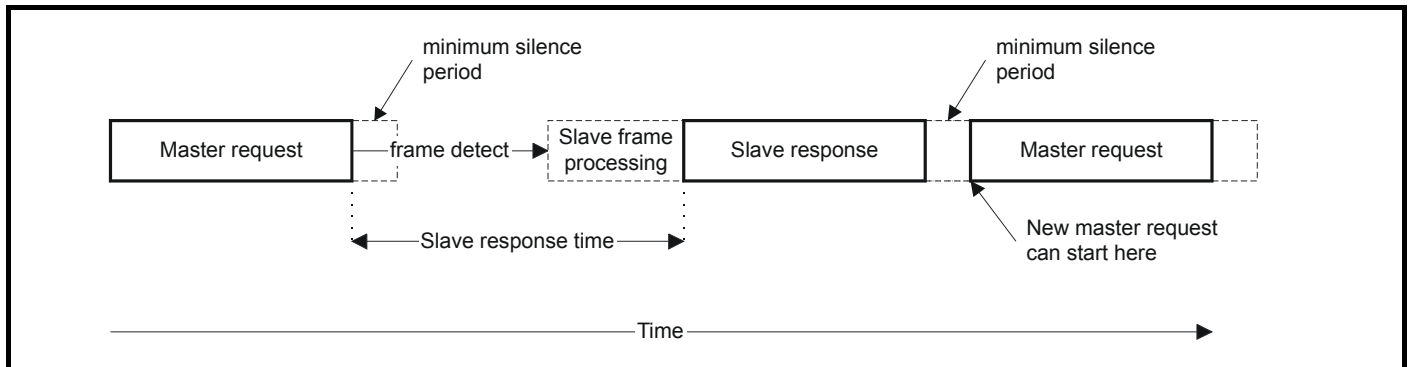 minimum silence
period
minimum silence
period
Master request
frame detect
Slave frame
processing
Slave response
Master request
Slave response time
New master request
can start here
Time